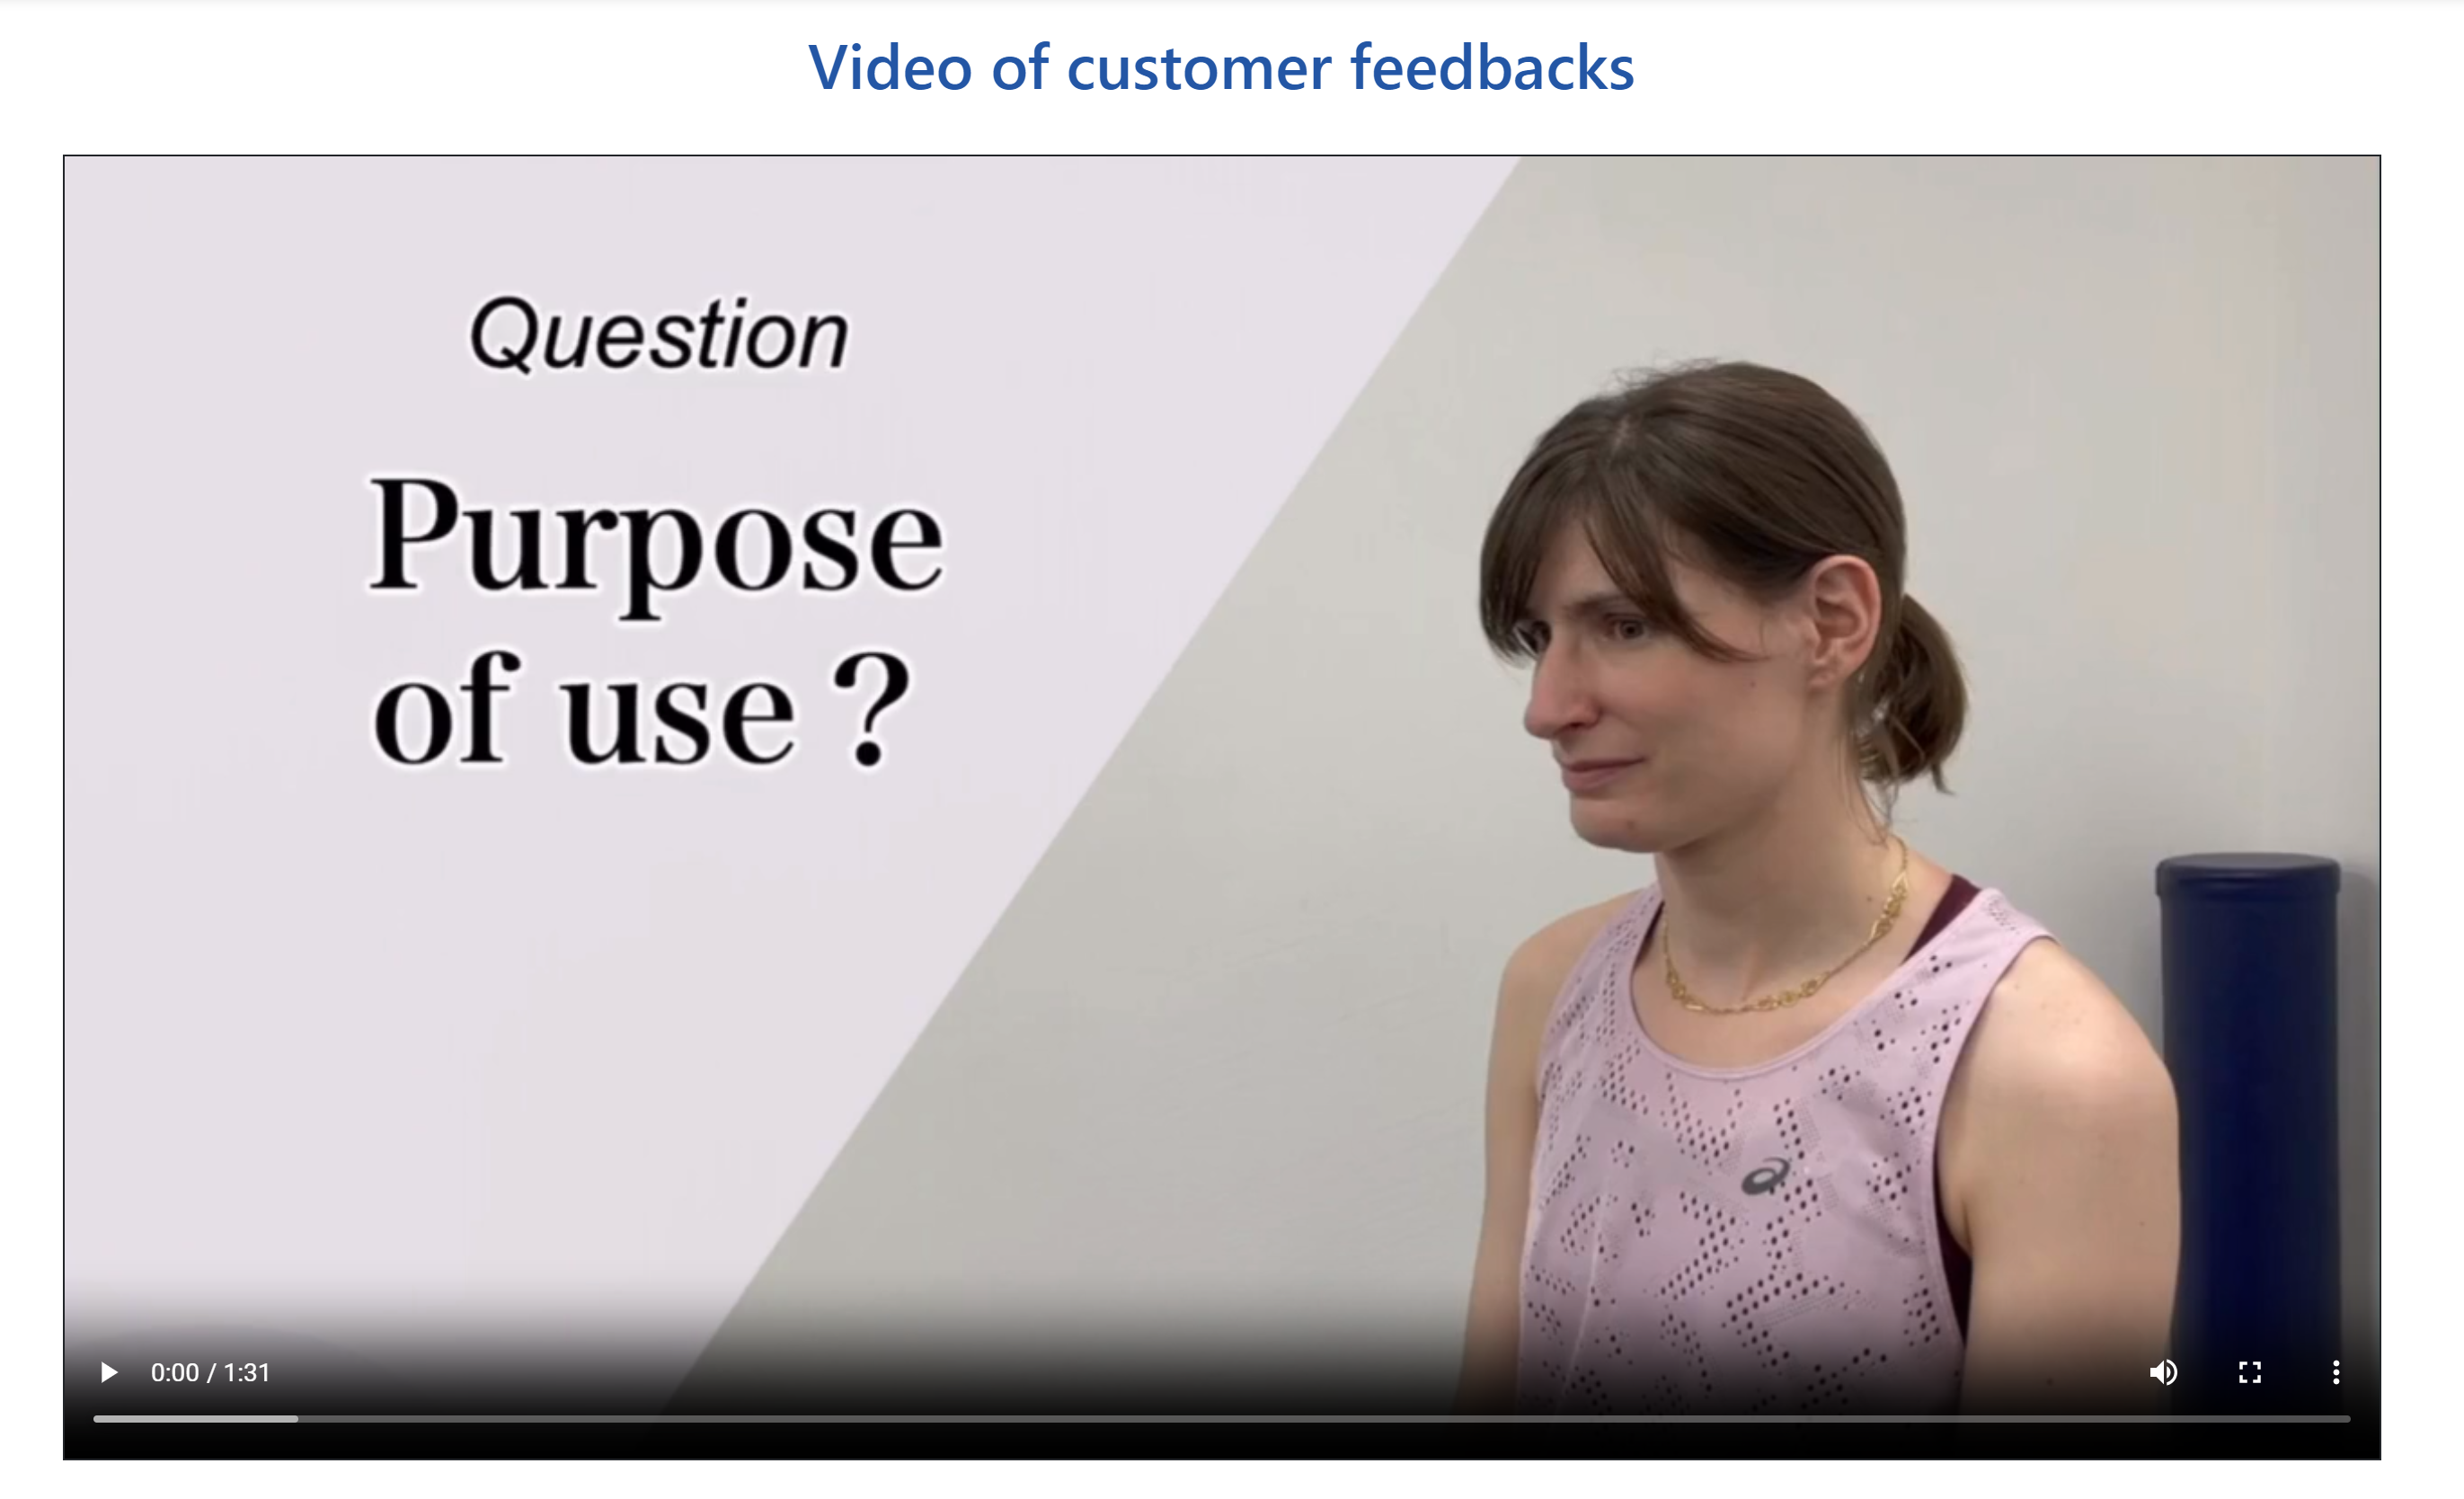 Video of customer feedbacks
Question
Purpose
of use ?
0:00 / 1:31